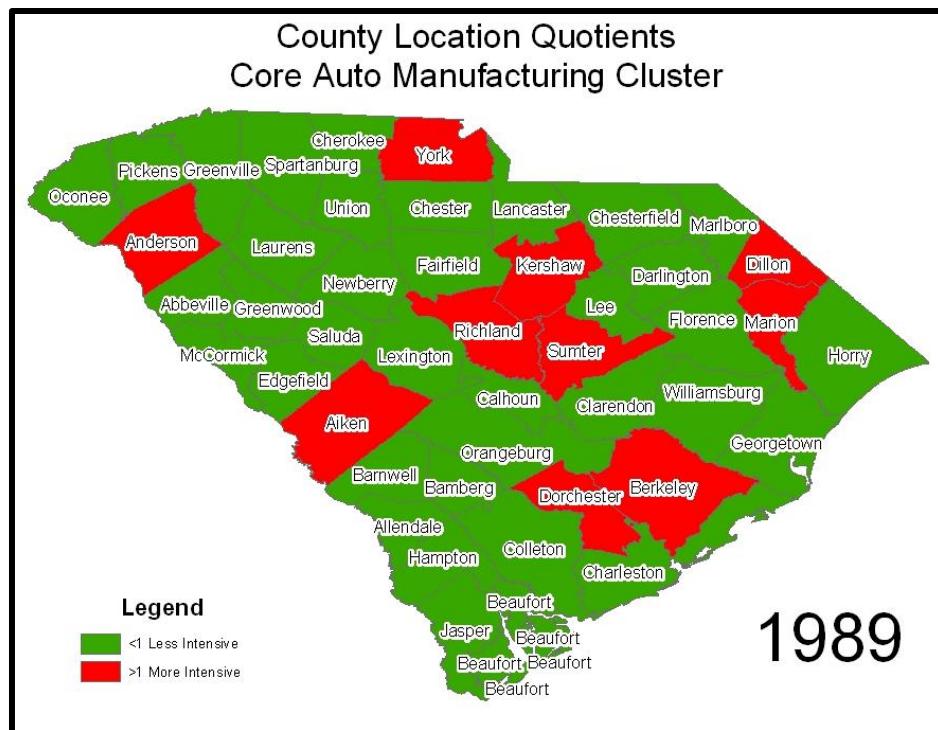 County Location Quotients
Core Auto Manufacturing Cluster
Cherokee
York
Pickens
Greenville
Spartanburg
Oconee
Union
Chester
Lancaster
Chesterfield
Marlboro
Anderson
Laurens
Fairfield
Kershaw
Darlington
Dillon
Newberry
Abbeville
Greenwood
Lee
Florence
Marion
Richland
Saluda
Sumter
McCormick
Lexington
Horry
Edgefield
Calhoun
Clarendon
Williamsburg
Aiken
Georgetown
Orangeburg
Barnwell
Bamberg
Dorchester
Berkeley
Allendale
Hampton
Colleton
Charleston
Beaufort
Jasper
Beaufort
Beaufort
Beaufort
Beaufort
Legend
<1 Less Intensive
>1 More Intensive
1989